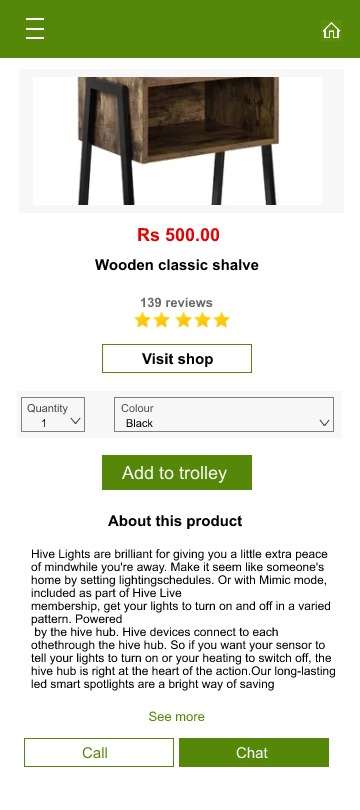 Rs 500.00
Wooden classic shalve
139 reviews
Visit shop
Quantity
1
Colour
Black
Add to trolley
About this product
Hive Lights are brilliant for giving you a little extra peace
of mindwhile you're away. Make it seem like someone's
home by setting lightingschedules. Or with Mimic mode,
included as part of Hive Live
membership, get your lights to turn on and off in a varied
pattern. Powered
by the hive hub. Hive devices connect to each
othethrough the hive hub. So if you want your sensor to
tell your lights to turn on or your heating to switch off, the
hive hub is right at the heart of the action.Our long-lasting
led smart spotlights are a bright way of saving
See more
Call
Chat